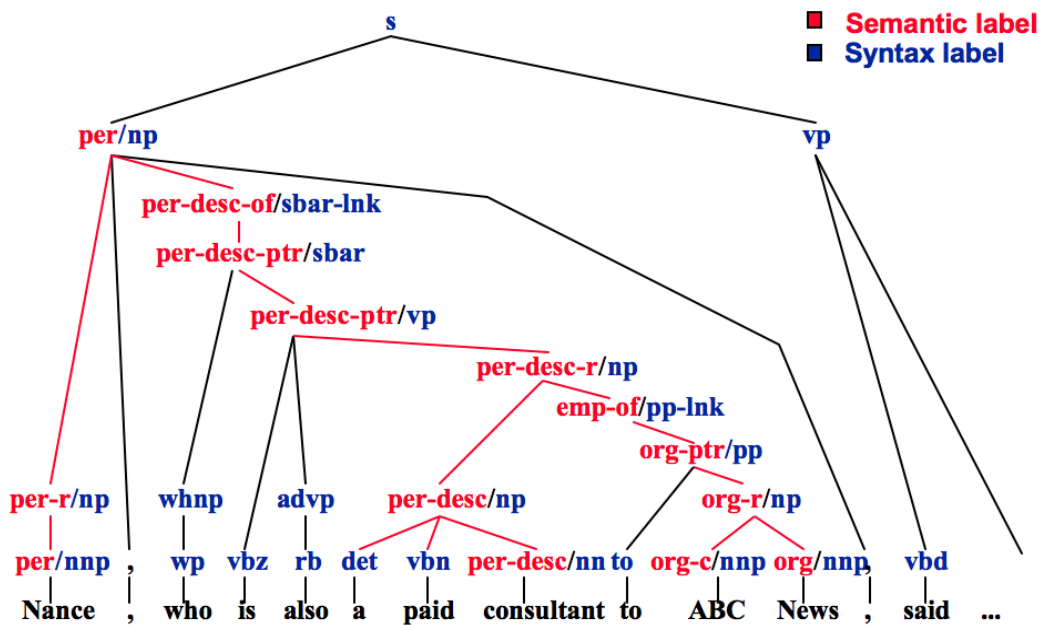 s
Semantic label
Syntax label
per/np vp
per-desc-of/sbar-lnk
per-desc-ptr/sbar
per-desc-ptr/vp
per-desc-r/np
emp-of/pp-lnk
org-ptr/pp
per-r/np whnp advp per-desc/np org-r/np
per/nnp , wp vbz rb det vbn per-desc/nn to org-c/nnp org/nnp , vbd
Nance , who is also a paid consultant to ABC News , said ...